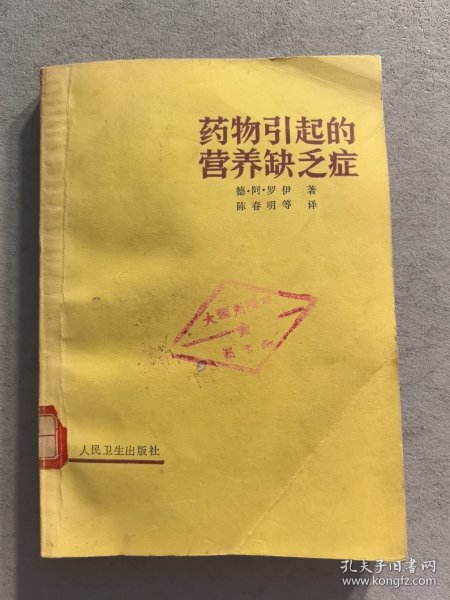 药物引起的
营养缺乏症
德·阿·罗伊 著
陈春明等 译
人民卫生出版社
孔夫子旧书网
www.kongfz.com